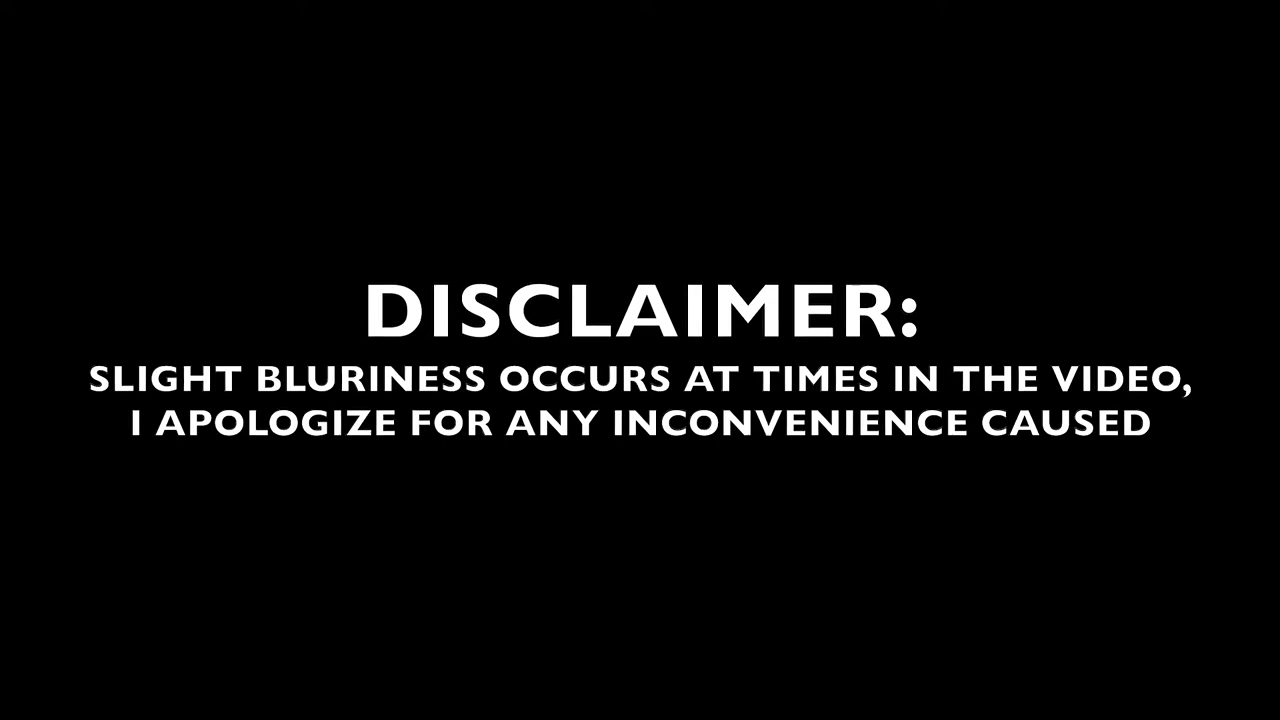 DISCLAIMER:
SLIGHT BLURINESS OCCURS AT TIMES IN THE VIDEO,
I APOLOGIZE FOR ANY INCONVENIENCE CAUSED